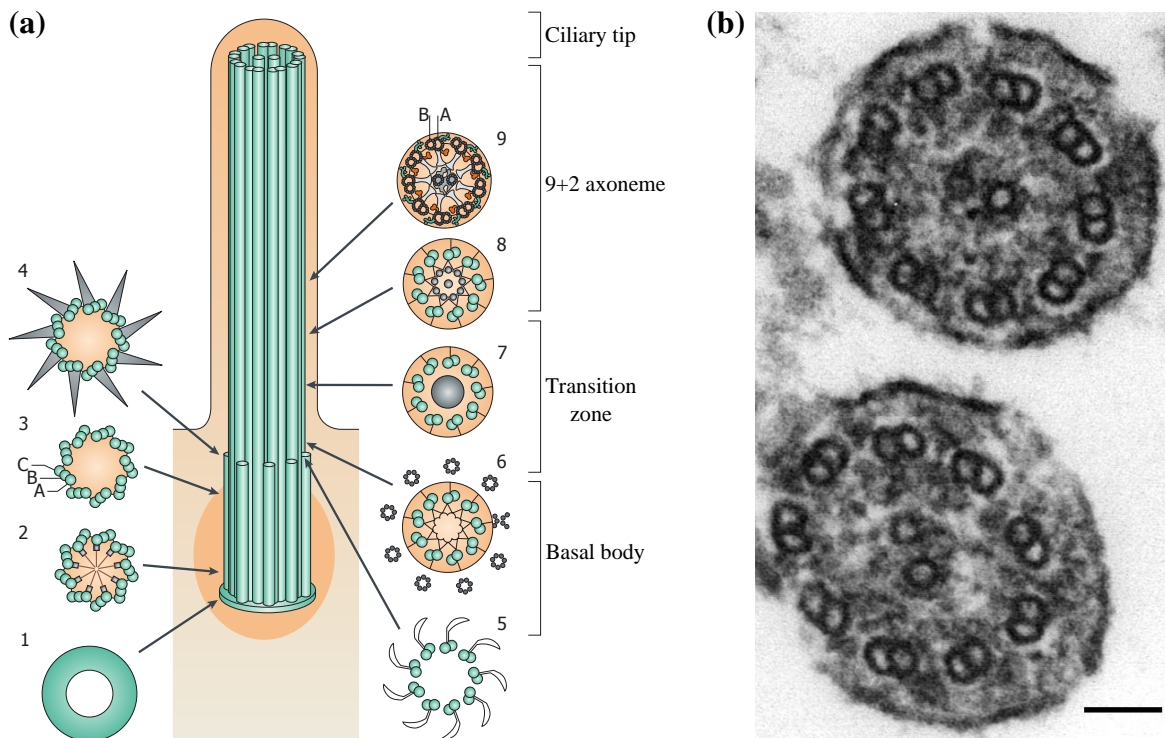 (a)
(b)
Ciliary tip
B A
9
9+2 axoneme
8
4
7
Transition
zone
3
C
B
A
6
2
Basal body
1
5